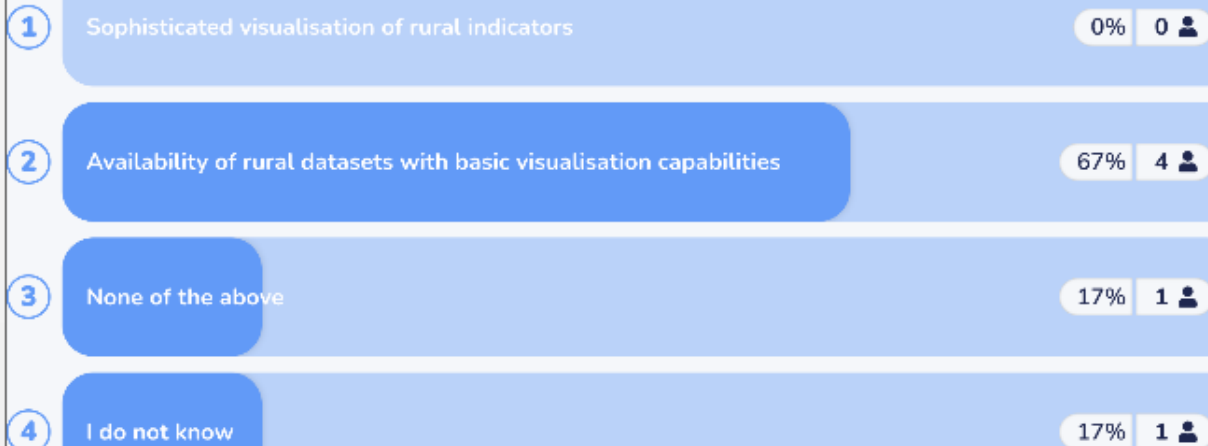 1 Sophisticated visualisation of rural indicators 0% 0
2 Availability of rural datasets with basic visualisation capabilities 67% 4
3 None of the above 17% 1
4 I do not know 17% 1